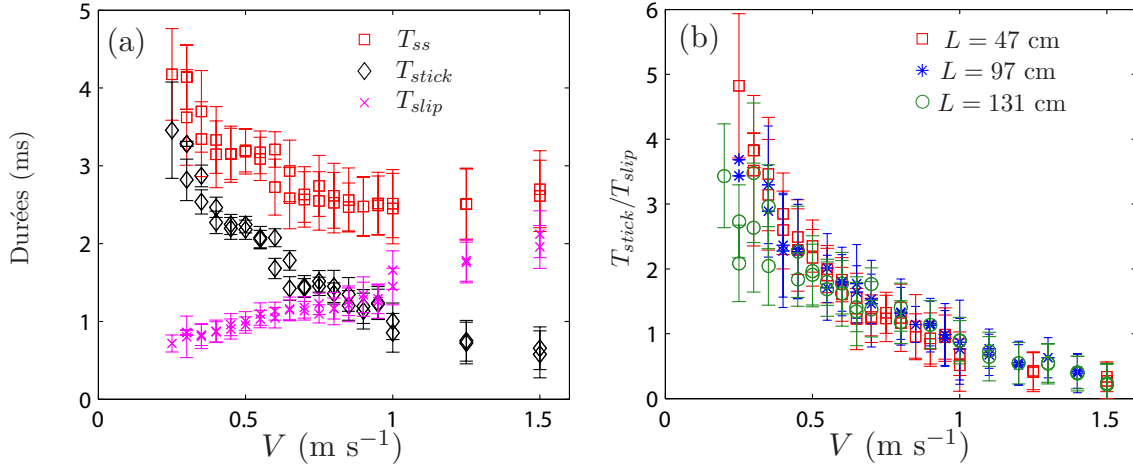 (a)
T_ss
T_stick
T_slip
Durées (ms)
5
4
3
2
1
0
0 0.5 1 1.5
V (m s⁻¹)
(b)
L = 47 cm
L = 97 cm
L = 131 cm
T_stick/T_slip
6
5
4
3
2
1
0
0 0.5 1 1.5
V (m s⁻¹)